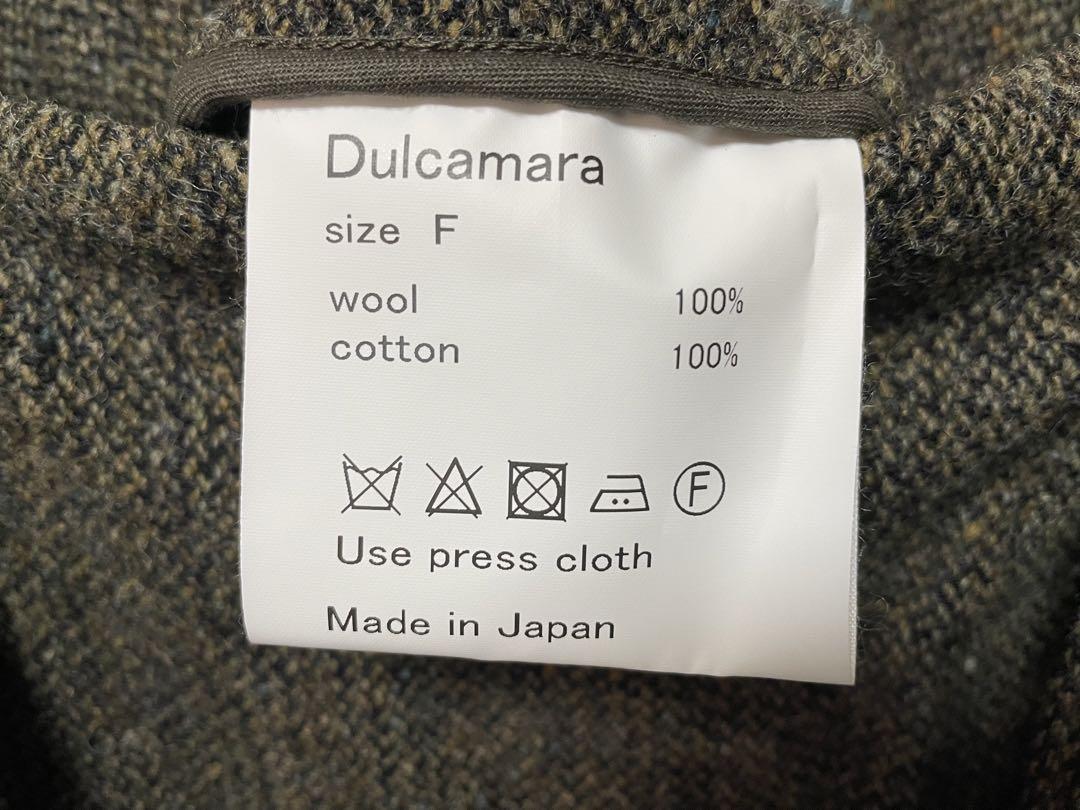 Dulcamara
size F
wool 100%
cotton 100%
F
Use press cloth
Made in Japan